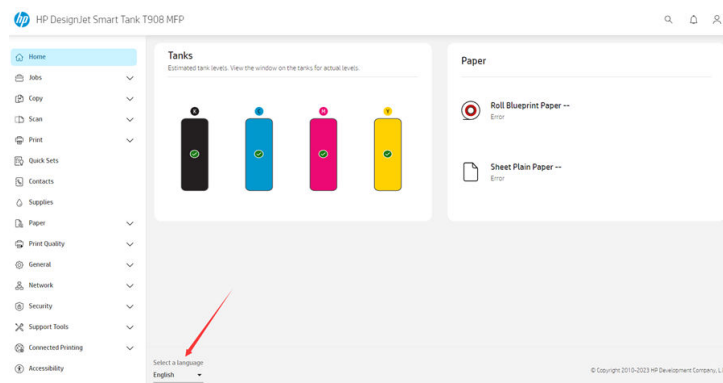 hp HP DesignJet Smart Tank T908 MFP
Home
Jobs
Copy
Scan
Print
Quick Sets
Contacts
Supplies
Paper
Print Quality
General
Network
Security
Support Tools
Connected Printing
Accessibility
Tanks
Estimated tank levels. View the window on the tanks for actual levels.
K C M Y
Paper
Roll Blueprint Paper --
Error
Sheet Plain Paper --
Error
Select a language
English
© Copyright 2010-2023 HP Development Company, L.